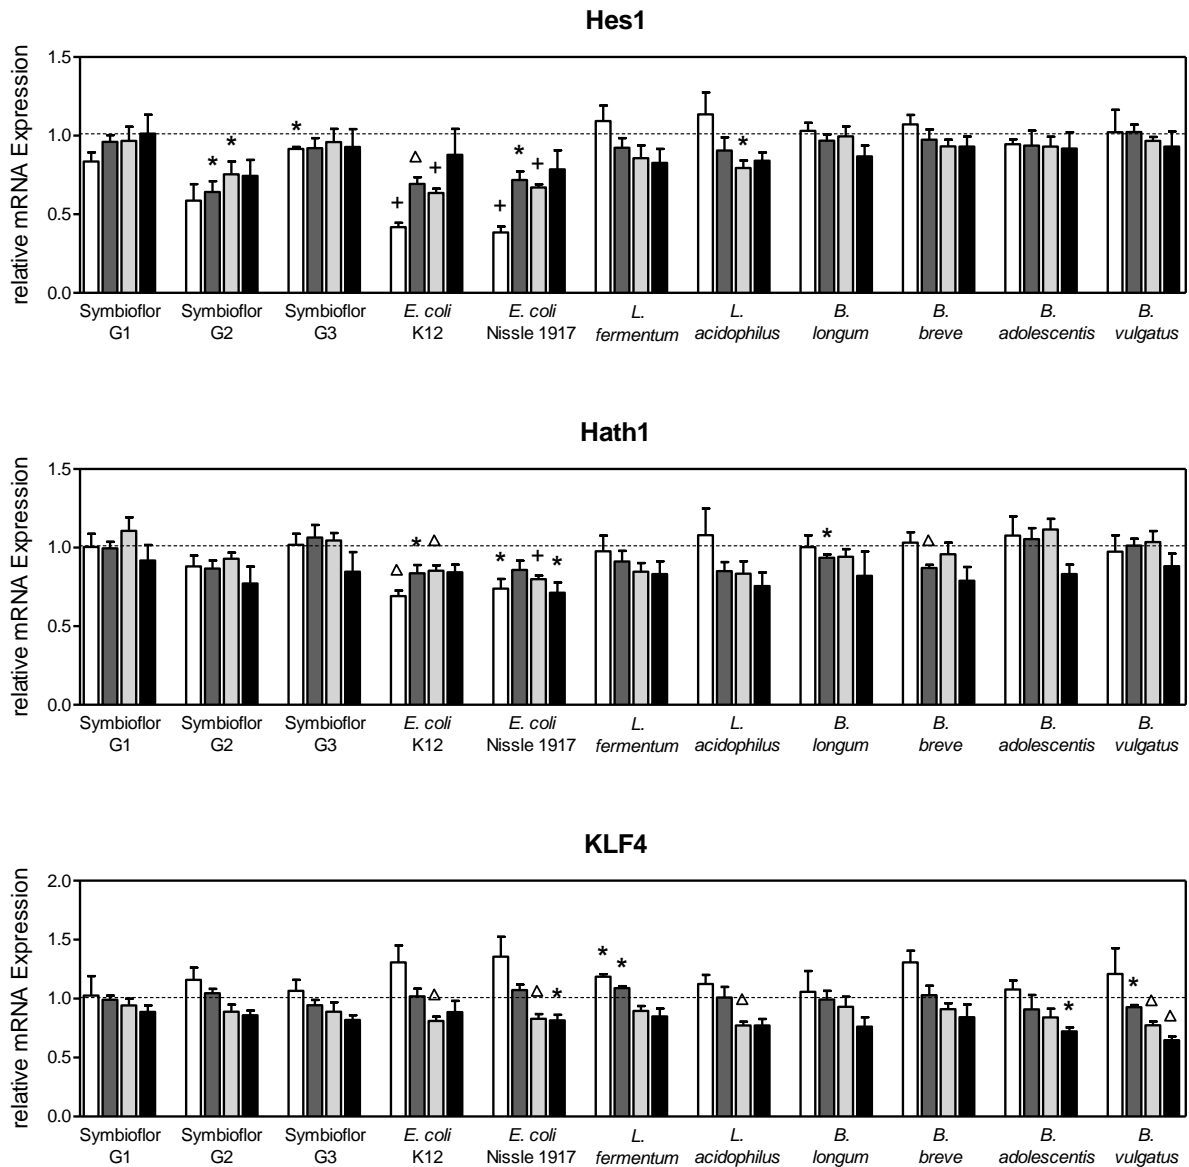 Hes1
relative mRNA Expression
1.5
1.0
0.5
0.0
* * * + Δ + + * + *
Symbioflor G1
Symbioflor G2
Symbioflor G3
E. coli K12
E. coli Nissle 1917
L. fermentum
L. acidophilus
B. longum
B. breve
B. adolescentis
B. vulgatus
Hath1
relative mRNA Expression
1.5
1.0
0.5
0.0
Δ * Δ * + * * Δ
Symbioflor G1
Symbioflor G2
Symbioflor G3
E. coli K12
E. coli Nissle 1917
L. fermentum
L. acidophilus
B. longum
B. breve
B. adolescentis
B. vulgatus
KLF4
relative mRNA Expression
2.0
1.5
1.0
0.5
0.0
Δ Δ * * * Δ * * Δ Δ
Symbioflor G1
Symbioflor G2
Symbioflor G3
E. coli K12
E. coli Nissle 1917
L. fermentum
L. acidophilus
B. longum
B. breve
B. adolescentis
B. vulgatus